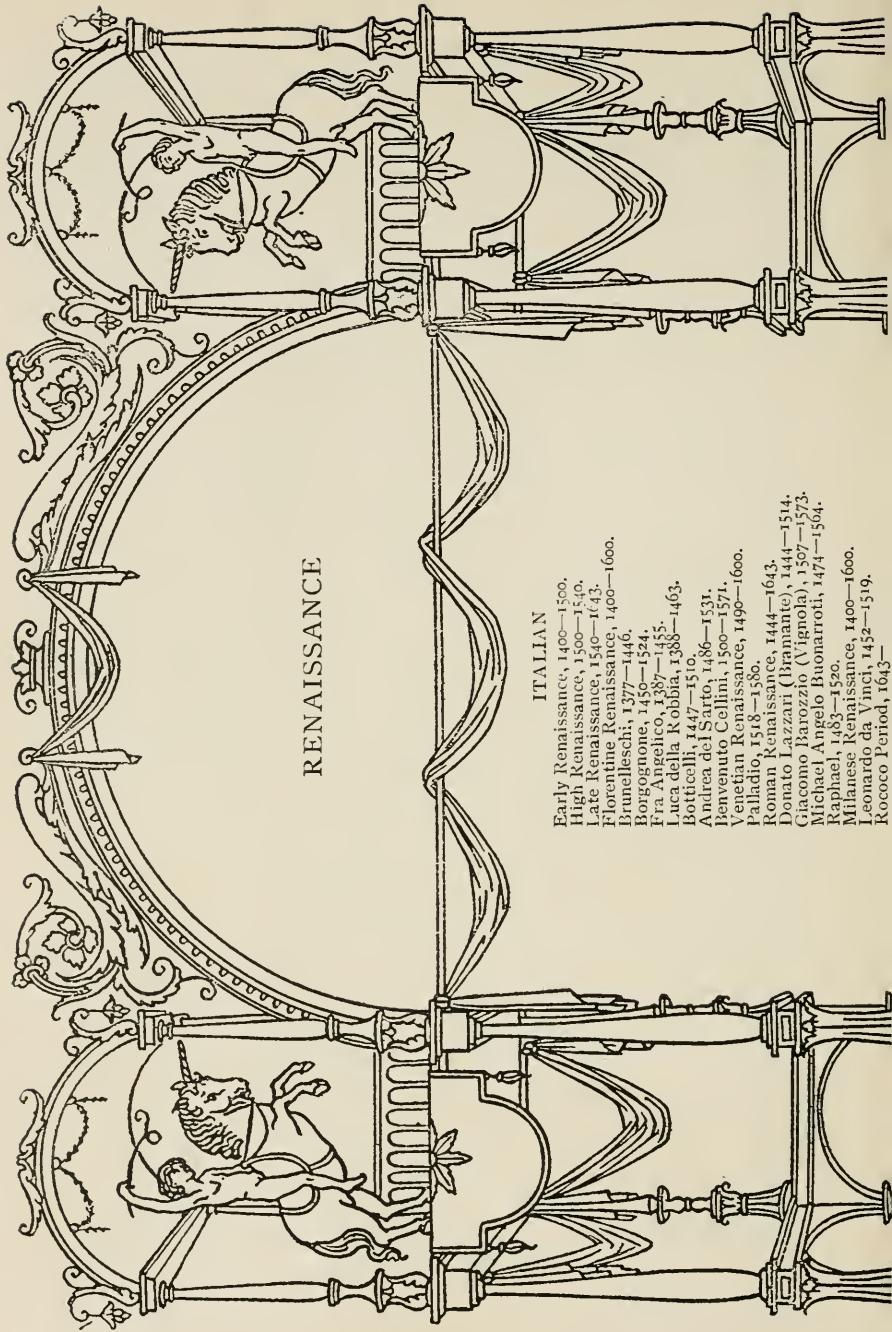 RENAISSANCE
ITALIAN
Early Renaissance, 1400—1500.
High Renaissance, 1500—1540.
Late Renaissance, 1540—1643.
Florentine Renaissance, 1400—1600.
Brunelleschi, 1377—1446.
Borgognone, 1450—1524.
Fra Angelico, 1387—1455.
Luca della Robbia, 1388—1463.
Botticelli, 1447—1510.
Andrea del Sarto, 1486—1531.
Benvenuto Cellini, 1500—1571.
Venetian Renaissance, 1490—1600.
Palladio, 1518—1580.
Roman Renaissance, 1444—1643.
Donato Lazzari (Bramante), 1444—1514.
Giacomo Barozzio (Vignola), 1507—1573.
Michael Angelo Buonarroti, 1474—1564.
Raphael, 1483—1520.
Milanese Renaissance, 1400—1600.
Leonardo da Vinci, 1452—1519.
Rococo Period, 1643—